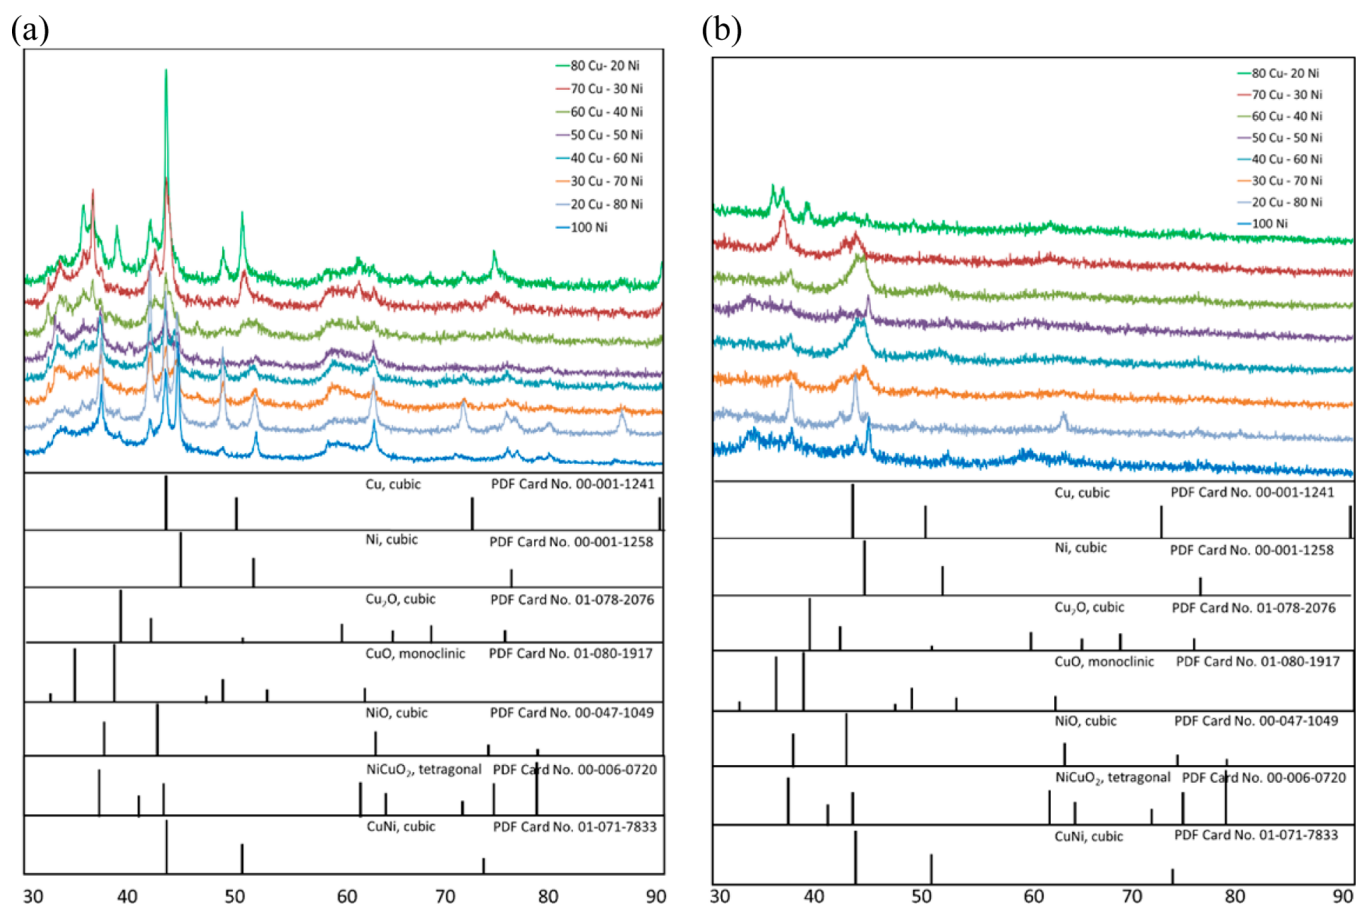 (a)
80 Cu- 20 Ni
70 Cu - 30 Ni
60 Cu - 40 Ni
50 Cu - 50 Ni
40 Cu - 60 Ni
30 Cu - 70 Ni
20 Cu - 80 Ni
100 Ni
Cu, cubic PDF Card No. 00-001-1241
Ni, cubic PDF Card No. 00-001-1258
Cu₂O, cubic PDF Card No. 01-078-2076
CuO, monoclinic PDF Card No. 01-080-1917
NiO, cubic PDF Card No. 00-047-1049
NiCuO₂, tetragonal PDF Card No. 00-006-0720
CuNi, cubic PDF Card No. 01-071-7833
30 40 50 60 70 80 90
(b)
80 Cu- 20 Ni
70 Cu - 30 Ni
60 Cu - 40 Ni
50 Cu - 50 Ni
40 Cu - 60 Ni
30 Cu - 70 Ni
20 Cu - 80 Ni
100 Ni
Cu, cubic PDF Card No. 00-001-1241
Ni, cubic PDF Card No. 00-001-1258
Cu₂O, cubic PDF Card No. 01-078-2076
CuO, monoclinic PDF Card No. 01-080-1917
NiO, cubic PDF Card No. 00-047-1049
NiCuO₂, tetragonal PDF Card No. 00-006-0720
CuNi, cubic PDF Card No. 01-071-7833
30 40 50 60 70 80 90